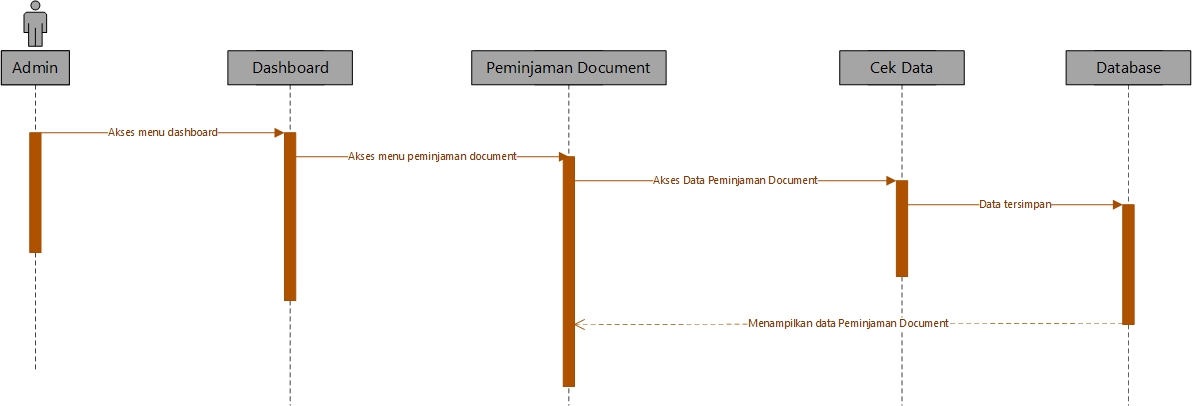 Admin
Dashboard
Peminjaman Document
Cek Data
Database
Akses menu dashboard
Akses menu peminjaman document
Akses Data Peminjaman Document
Data tersimpan
Menampilkan data Peminjaman Document